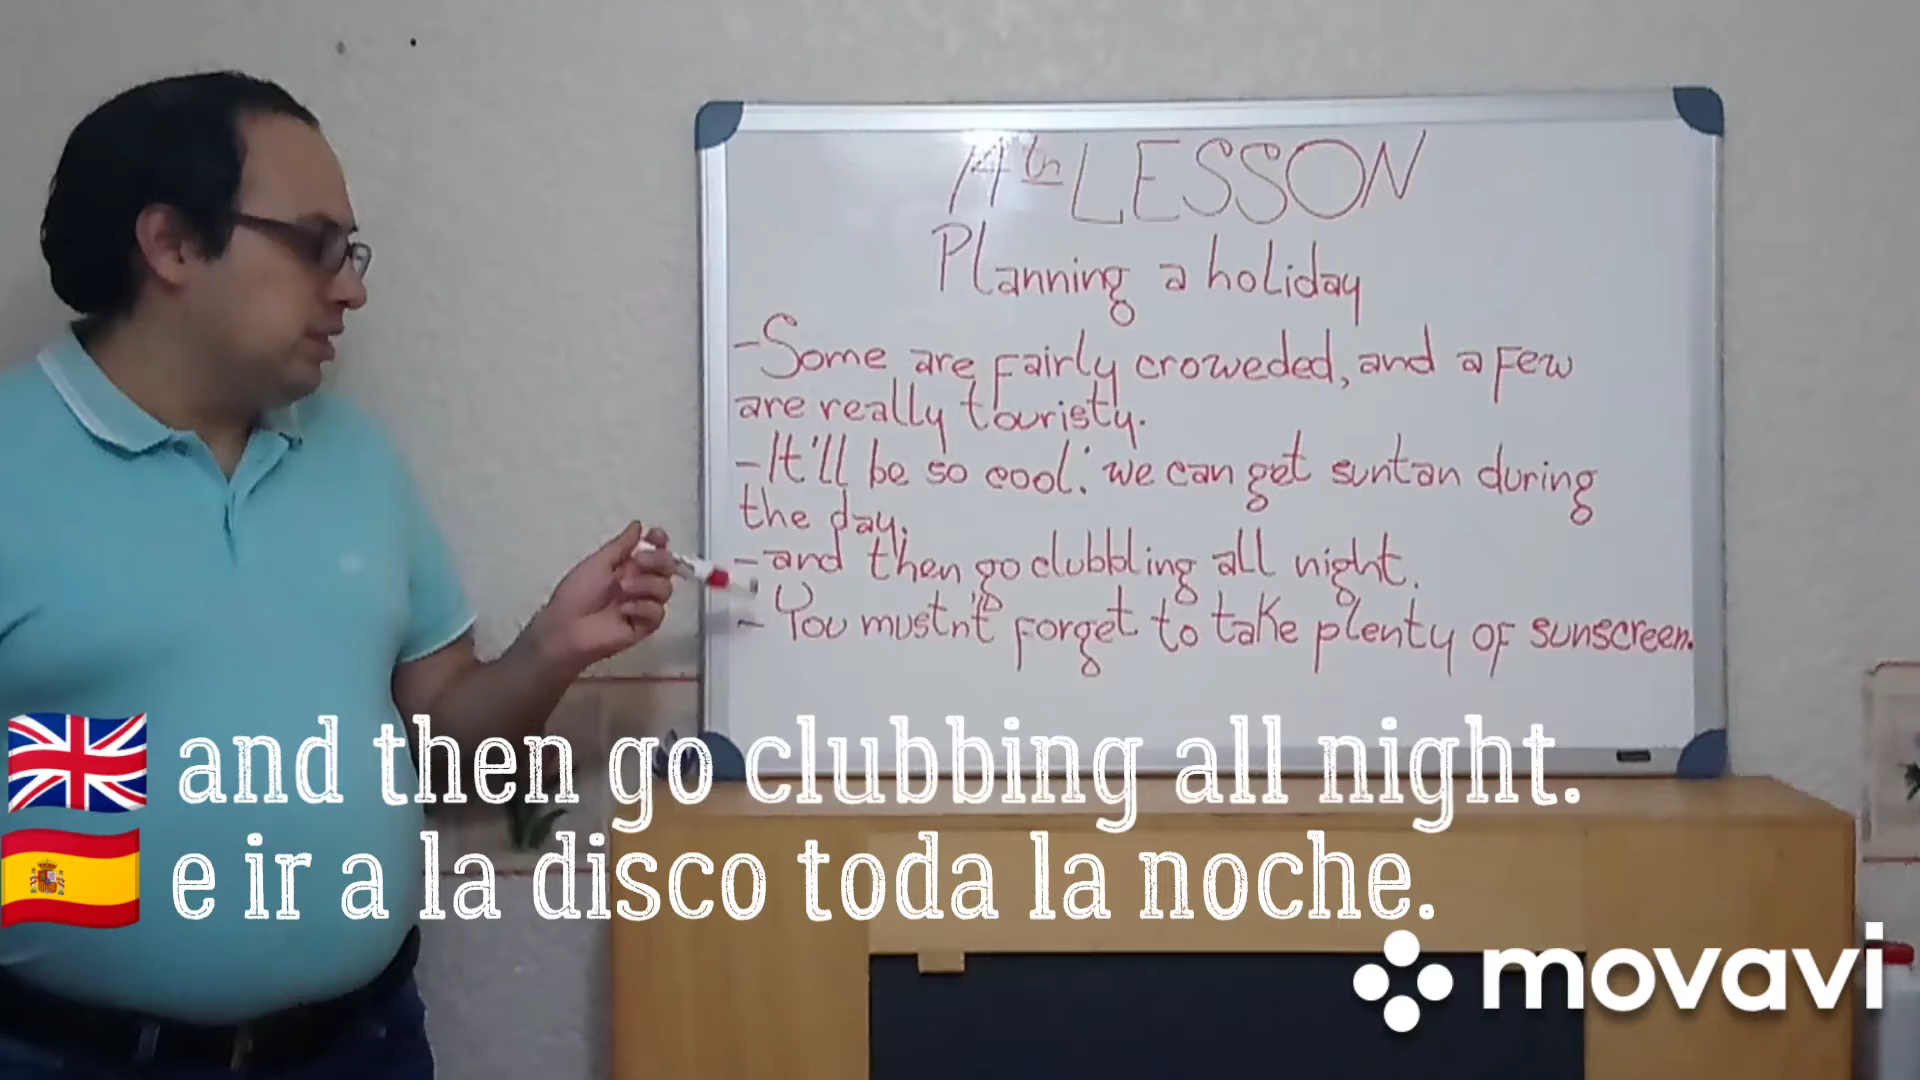 14th LESSON
Planning a holiday
-Some are fairly croweded, and a few
are really touristy.
-It'll be so cool: we can get suntan during
the day.
-and then go clubbling all night.
- You mustn't forget to take plenty of sunscreen.
and then go clubbing all night.
e ir a la disco toda la noche.
movavi